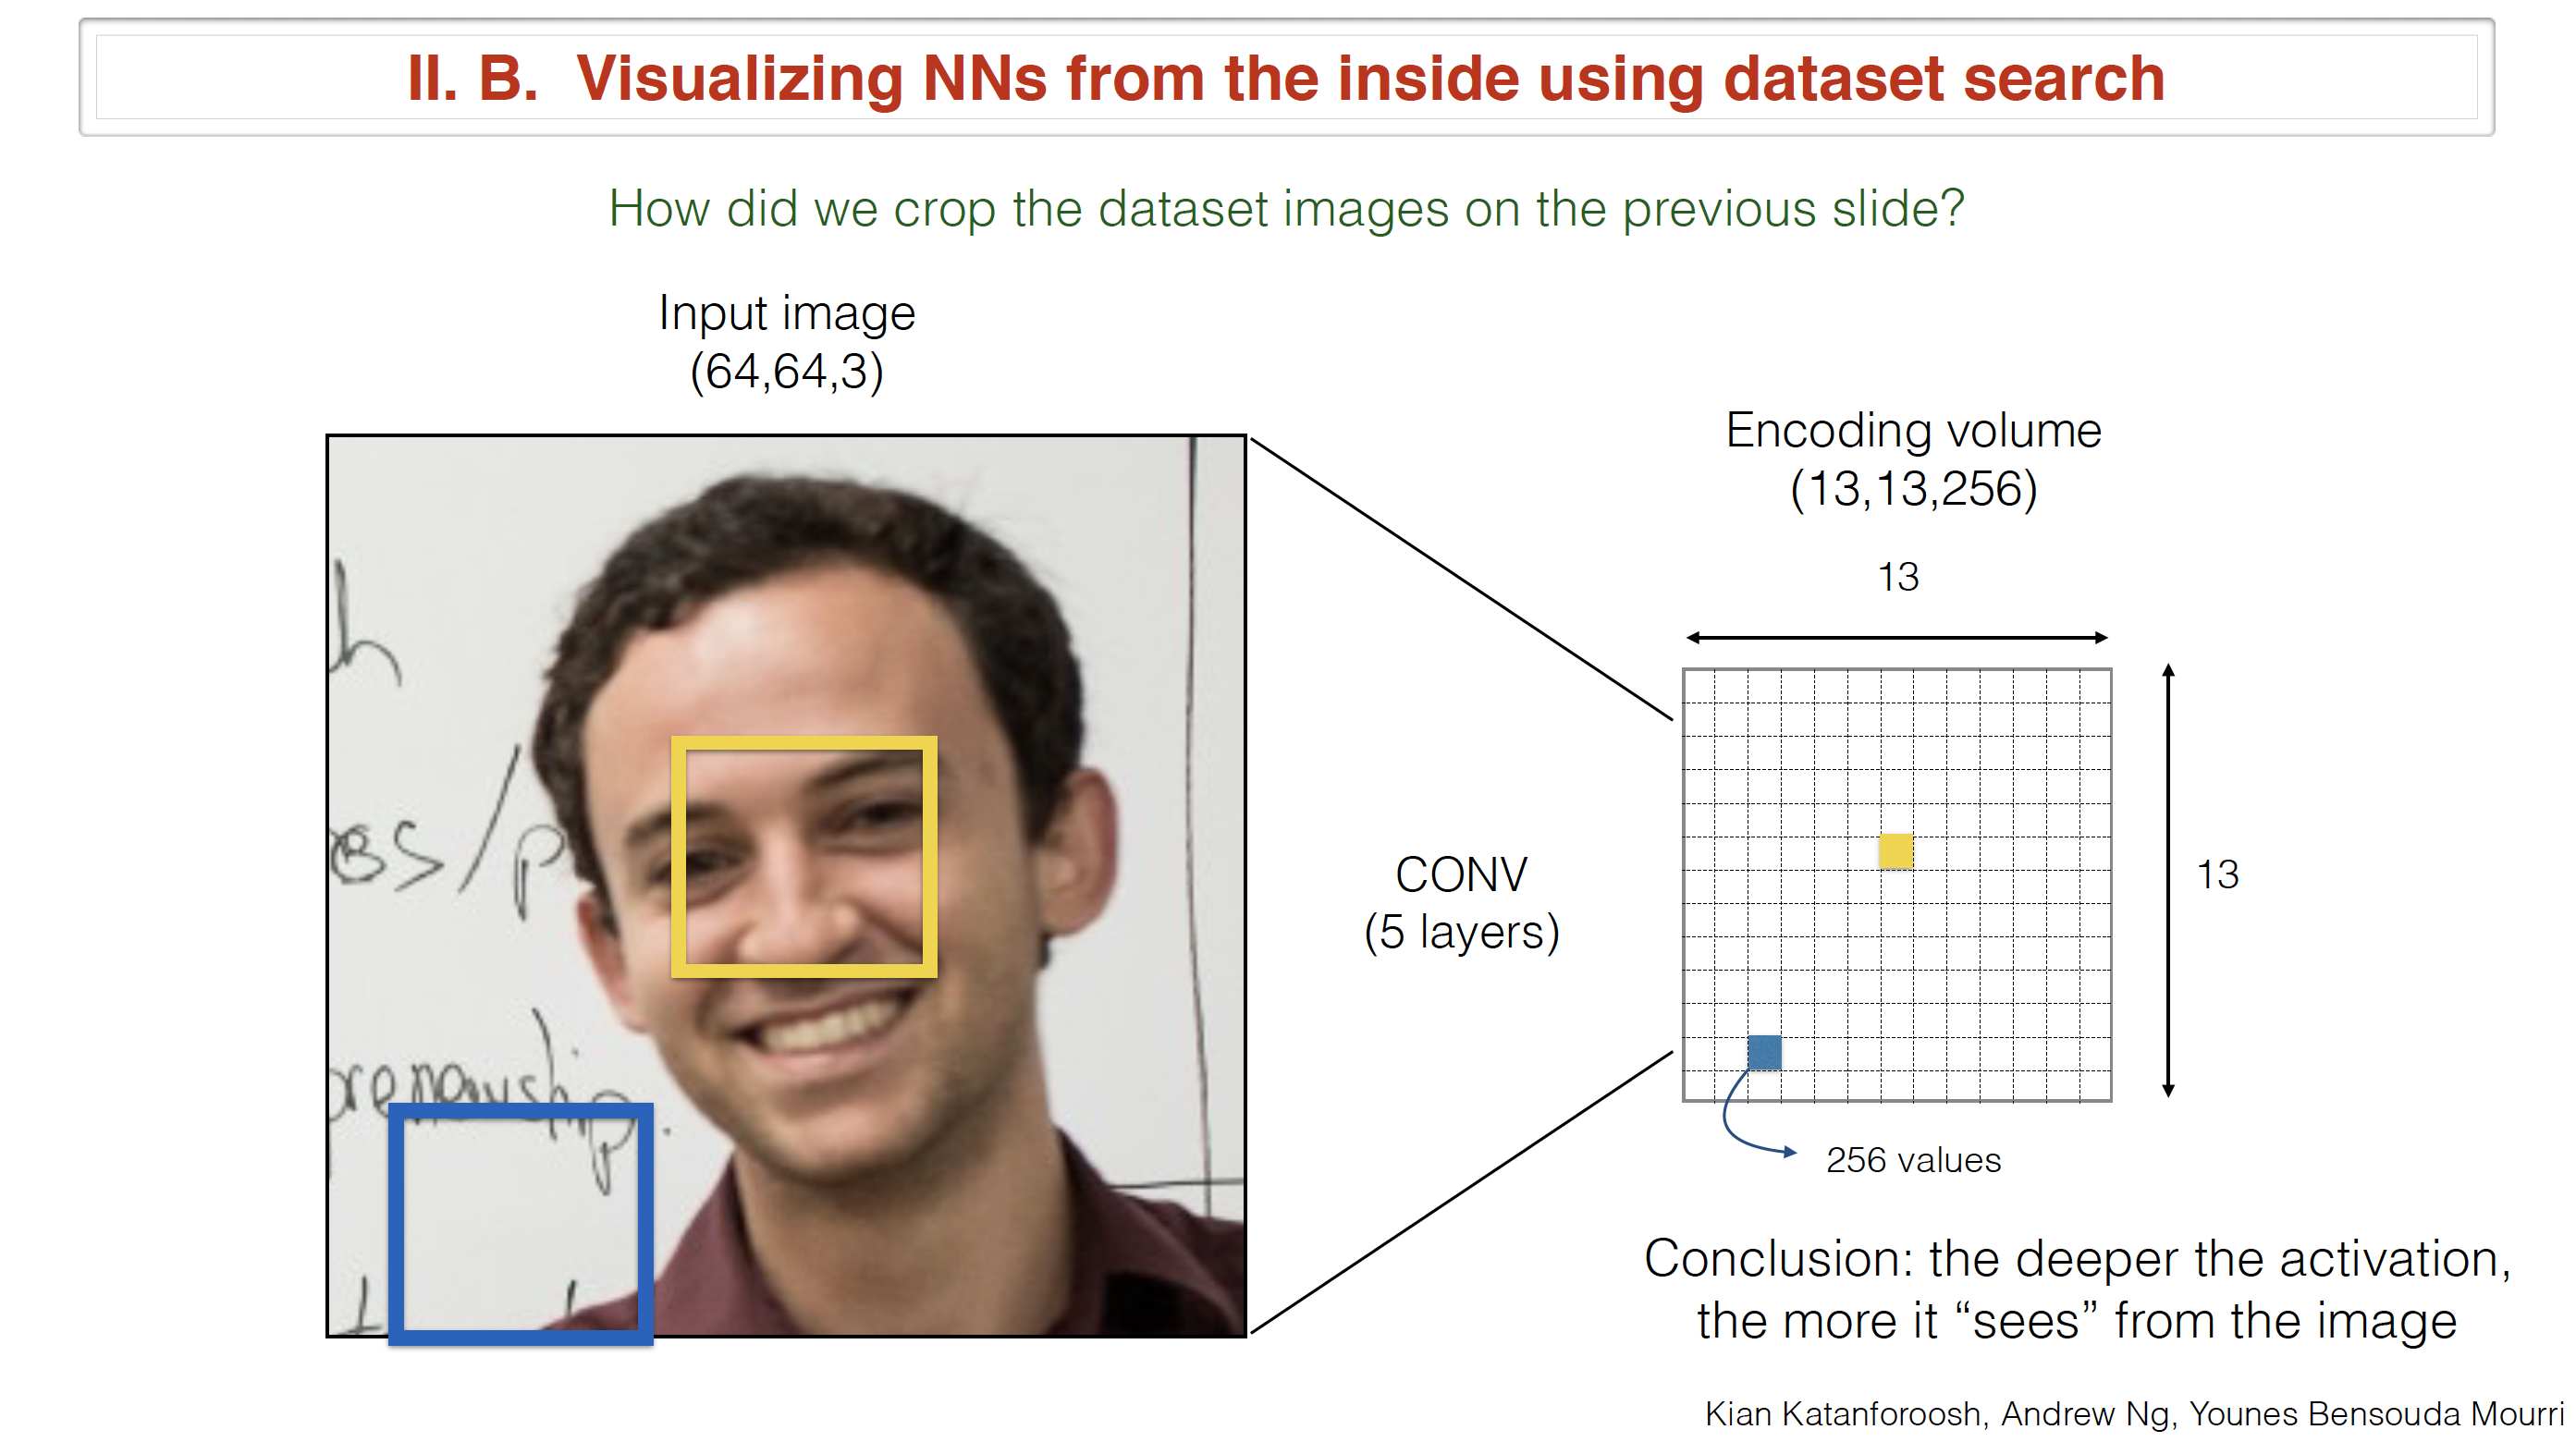 II. B. Visualizing NNs from the inside using dataset search
How did we crop the dataset images on the previous slide?
Input image
(64,64,3)
Encoding volume
(13,13,256)
13
h
es/p
CONV
(5 layers)
13
preneurship.
256 values
Conclusion: the deeper the activation,
the more it “sees” from the image
Kian Katanforoosh, Andrew Ng, Younes Bensouda Mourri